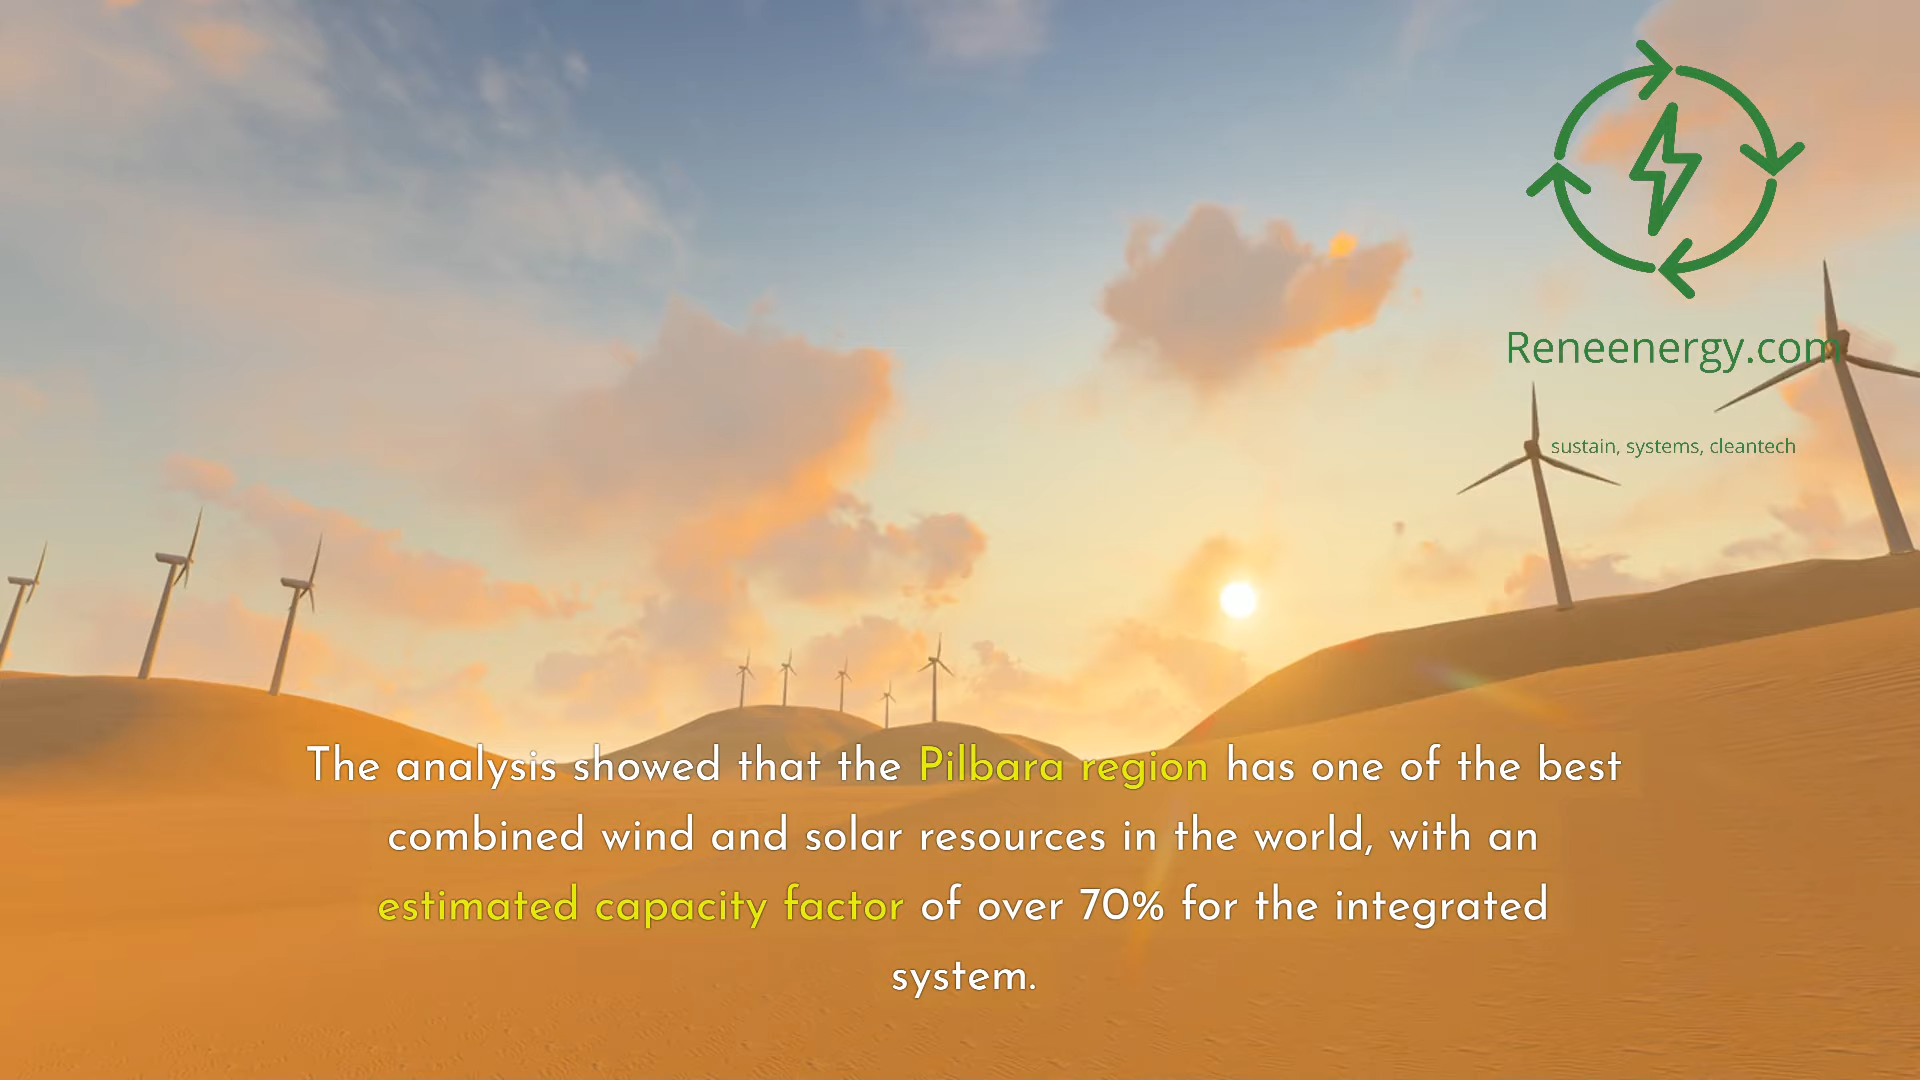 Reneenergy.com
sustain, systems, cleantech
The analysis showed that the Pilbara region has one of the best
combined wind and solar resources in the world, with an
estimated capacity factor of over 70% for the integrated
system.